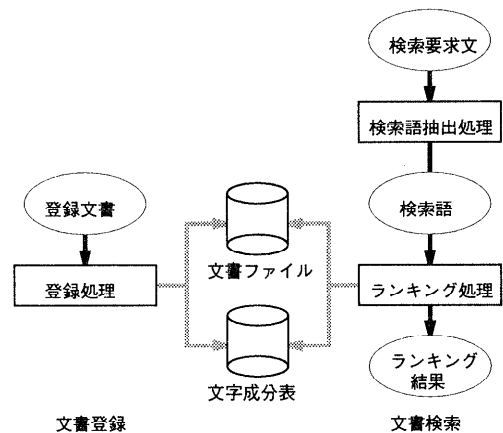 検索要求文
検索語抽出処理
登録文書
検索語
文書ファイル
登録処理
ランキング処理
文字成分表
ランキング
結果
文書登録
文書検索